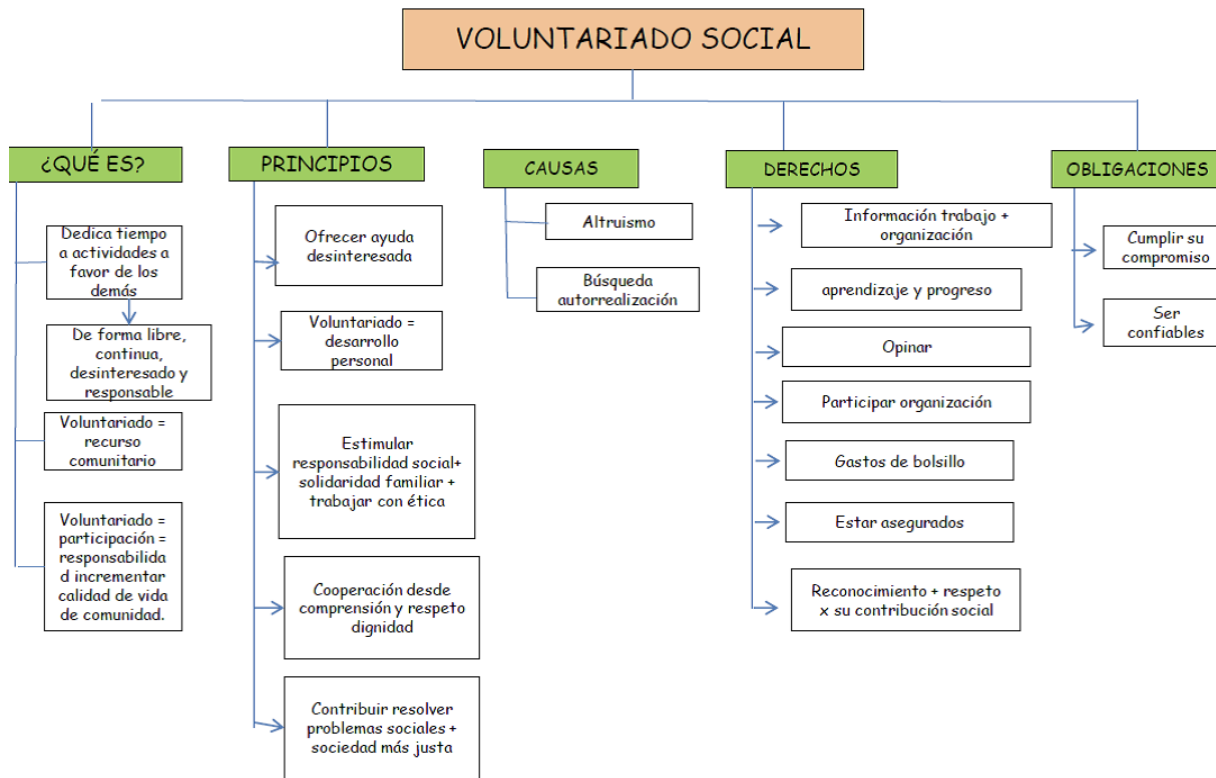 VOLUNTARIADO SOCIAL
¿QUÉ ES?
Dedica tiempo
a actividades a
favor de los
demás
De forma libre,
continua,
desinteresado y
responsable
Voluntariado =
recurso
comunitario
Voluntariado =
participación =
responsabilida
d incrementar
calidad de vida
de comunidad.
PRINCIPIOS
Ofrecer ayuda
desinteresada
Voluntariado =
desarrollo
personal
Estimular
responsabilidad social+
solidaridad familiar +
trabajar con ética
Cooperación desde
comprensión y respeto
dignidad
Contribuir resolver
problemas sociales +
sociedad más justa
CAUSAS
Altruismo
Búsqueda
autorrealización
DERECHOS
Información trabajo +
organización
aprendizaje y progreso
Opinar
Participar organización
Gastos de bolsillo
Estar asegurados
Reconocimiento + respeto
x su contribución social
OBLIGACIONES
Cumplir su
compromiso
Ser
confiables